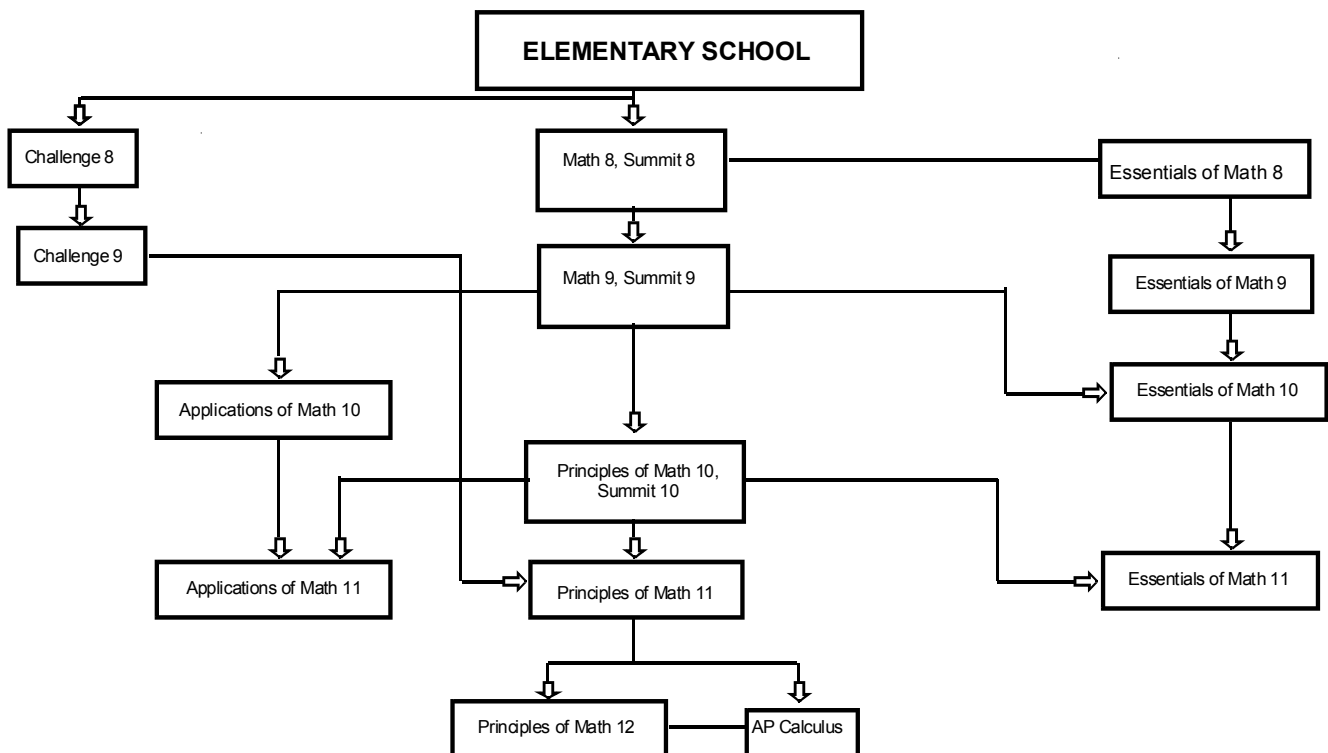 ELEMENTARY SCHOOL
Challenge 8
Math 8, Summit 8
Essentials of Math 8
Challenge 9
Math 9, Summit 9
Essentials of Math 9
Applications of Math 10
Essentials of Math 10
Principles of Math 10,
Summit 10
Applications of Math 11
Principles of Math 11
Essentials of Math 11
Principles of Math 12
AP Calculus